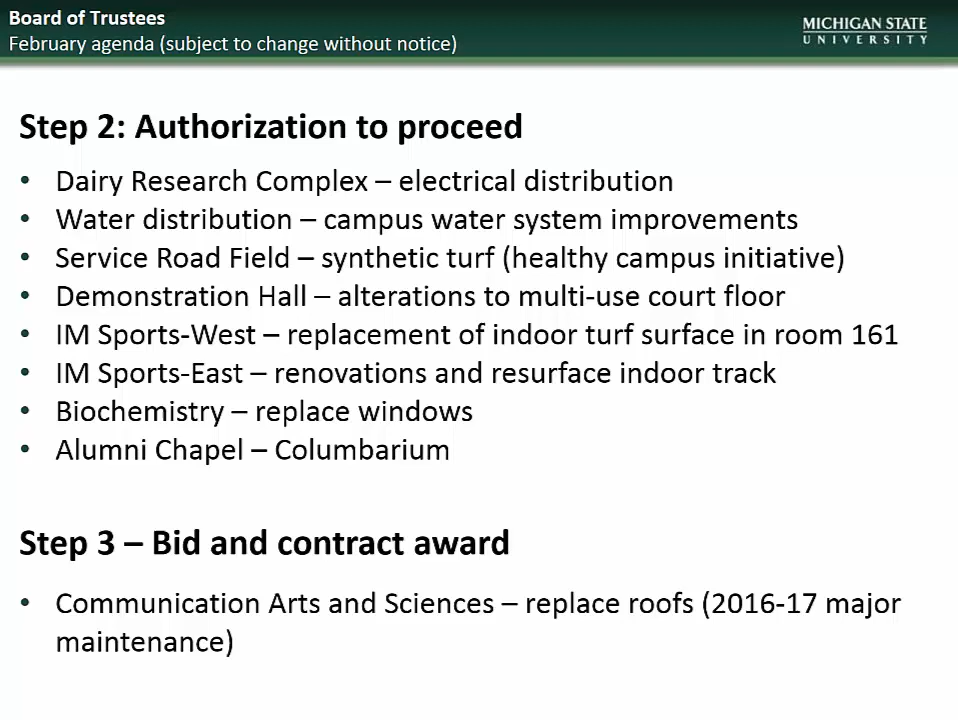 Board of Trustees
February agenda (subject to change without notice)
MICHIGAN STATE
UNIVERSITY
Step 2: Authorization to proceed
• Dairy Research Complex – electrical distribution
• Water distribution – campus water system improvements
• Service Road Field – synthetic turf (healthy campus initiative)
• Demonstration Hall – alterations to multi-use court floor
• IM Sports-West – replacement of indoor turf surface in room 161
• IM Sports-East – renovations and resurface indoor track
• Biochemistry – replace windows
• Alumni Chapel – Columbarium
Step 3 – Bid and contract award
• Communication Arts and Sciences – replace roofs (2016-17 major
maintenance)